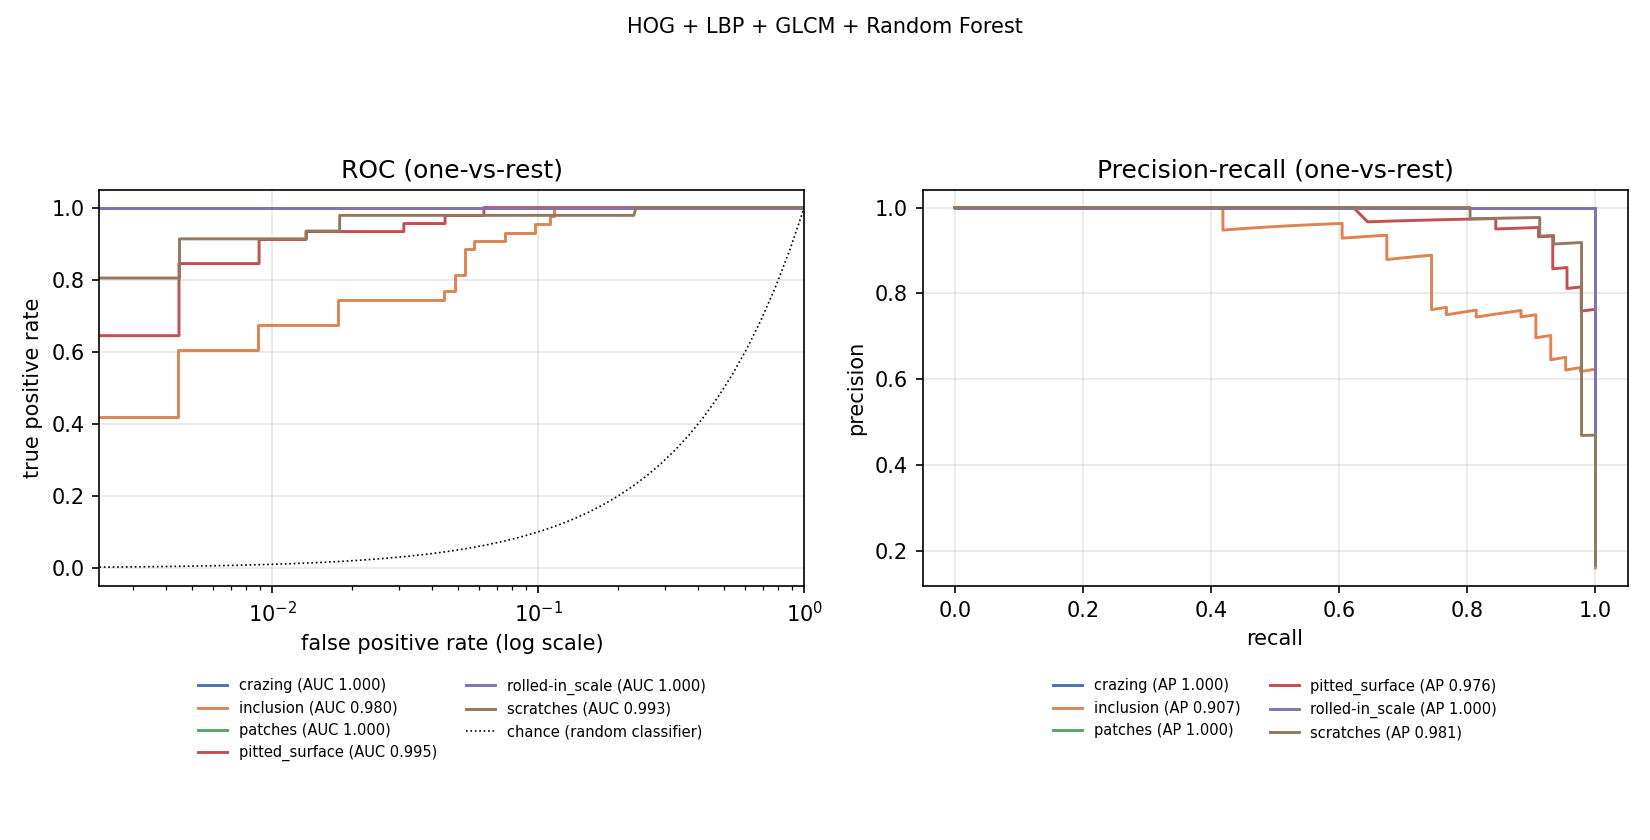 HOG + LBP + GLCM + Random Forest
ROC (one-vs-rest)
true positive rate
1.0
0.8
0.6
0.4
0.2
0.0
10^-2
10^-1
10^0
false positive rate (log scale)
crazing (AUC 1.000)
inclusion (AUC 0.980)
patches (AUC 1.000)
pitted_surface (AUC 0.995)
rolled-in_scale (AUC 1.000)
scratches (AUC 0.993)
chance (random classifier)
Precision-recall (one-vs-rest)
precision
1.0
0.8
0.6
0.4
0.2
0.0
0.2
0.4
0.6
0.8
1.0
recall
crazing (AP 1.000)
inclusion (AP 0.907)
patches (AP 1.000)
pitted_surface (AP 0.976)
rolled-in_scale (AP 1.000)
scratches (AP 0.981)